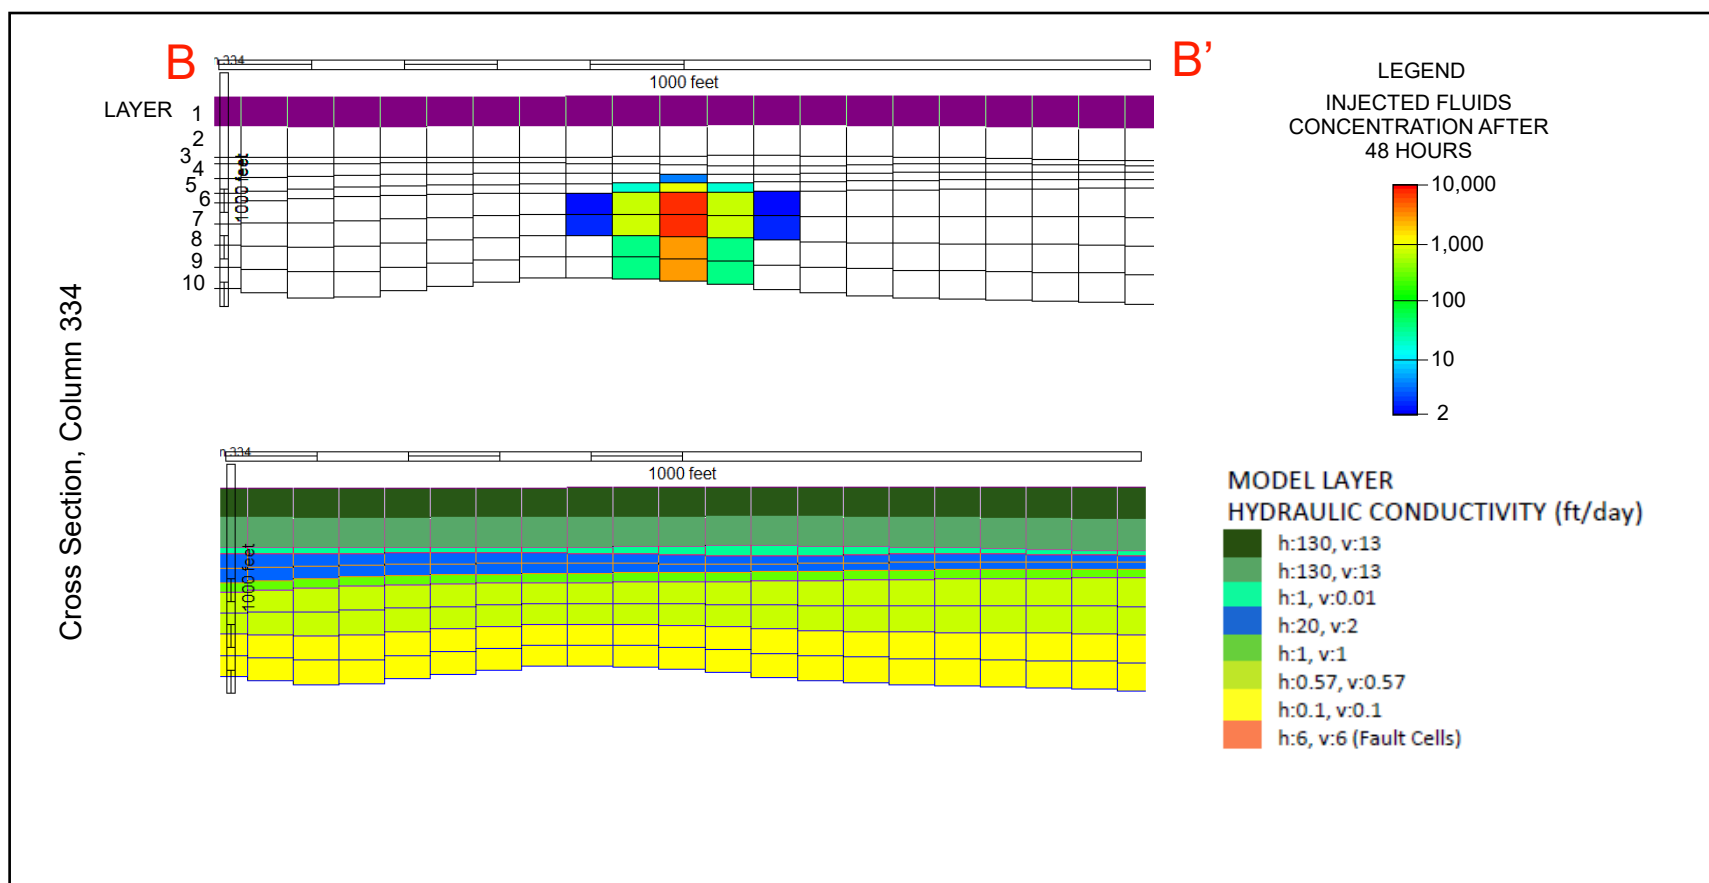 B
B’
1000 feet
LAYER
1
2
3
4
5
6
7
8
9
10
1000 feet
LEGEND
INJECTED FLUIDS
CONCENTRATION AFTER
48 HOURS
10,000
1,000
100
10
2
Cross Section, Column 334
334
1000 feet
1000 feet
MODEL LAYER
HYDRAULIC CONDUCTIVITY (ft/day)
h:130, v:13
h:130, v:13
h:1, v:0.01
h:20, v:2
h:1, v:1
h:0.57, v:0.57
h:0.1, v:0.1
h:6, v:6 (Fault Cells)